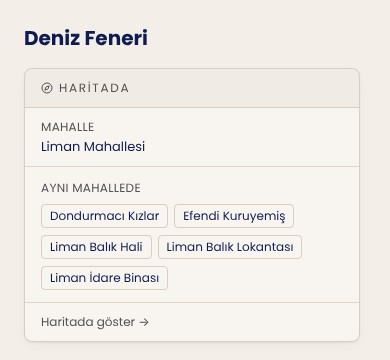 Deniz Feneri
HARİTADA
MAHALLE
Liman Mahallesi
AYNI MAHALLEDE
Dondurmacı Kızlar Efendi Kuruyemiş
Liman Balık Hali Liman Balık Lokantası
Liman İdare Binası
Haritada göster →